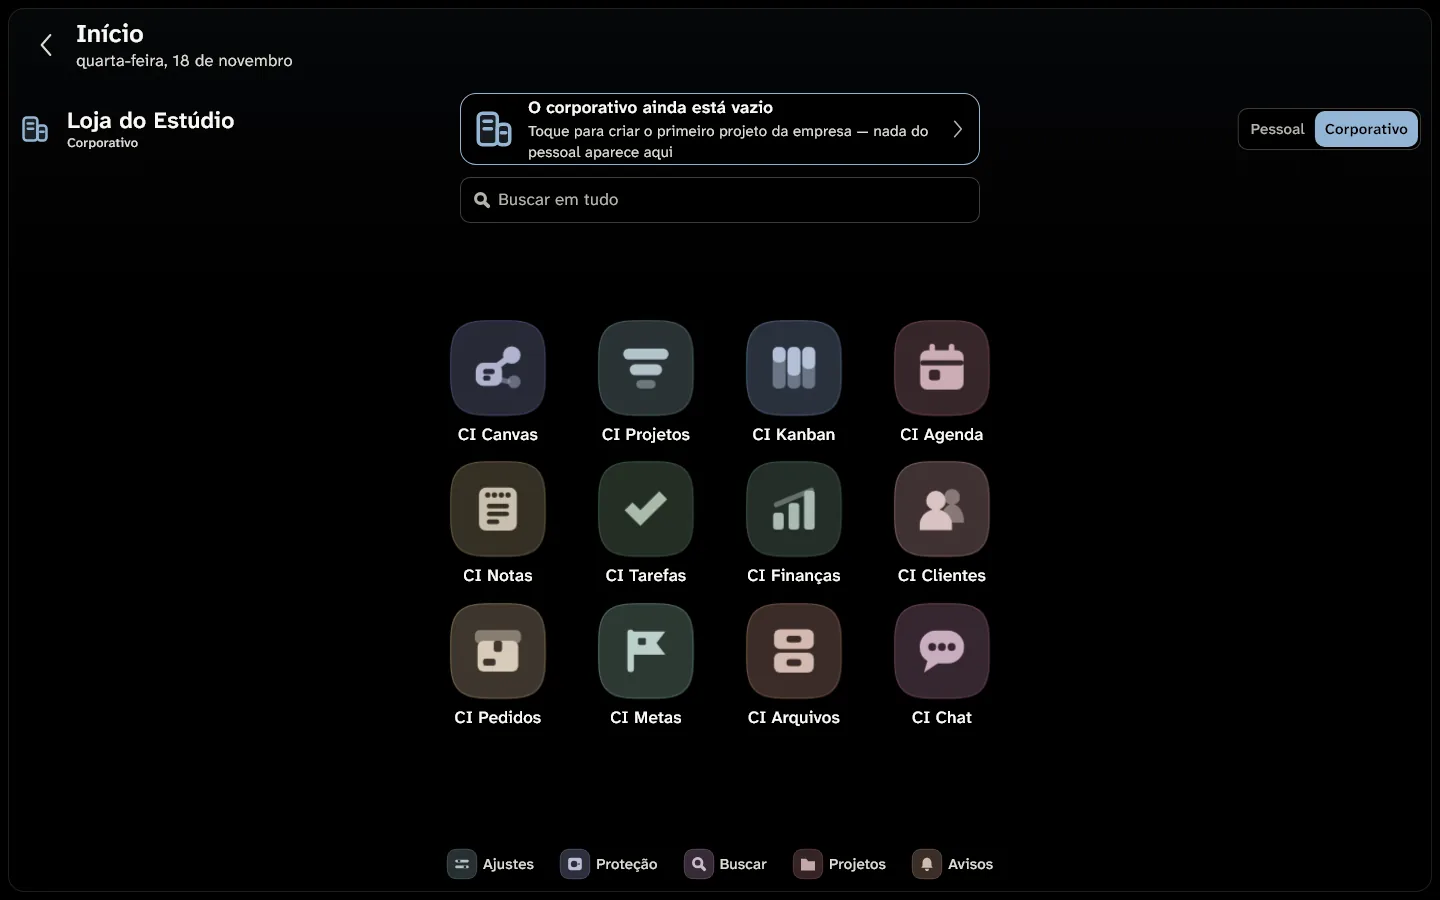 Início
quarta-feira, 18 de novembro
Loja do Estúdio
Corporativo
O corporativo ainda está vazio
Toque para criar o primeiro projeto da empresa — nada do
pessoal aparece aqui
Pessoal
Corporativo
Buscar em tudo
CI Canvas
CI Projetos
CI Kanban
CI Agenda
CI Notas
CI Tarefas
CI Finanças
CI Clientes
CI Pedidos
CI Metas
CI Arquivos
CI Chat
Ajustes
Proteção
Buscar
Projetos
Avisos